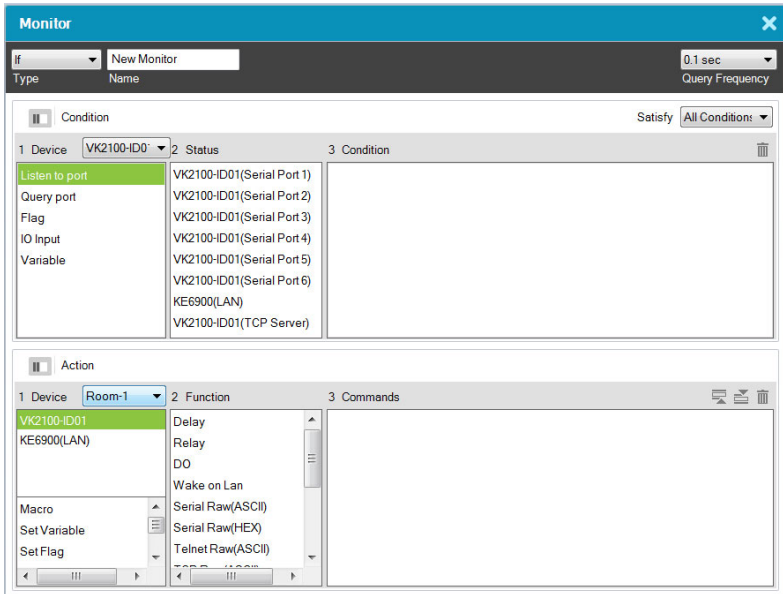 Monitor
If New Monitor 0.1 sec
Type Name Query Frequency
Condition Satisfy All Condition:
1 Device VK2100-ID0 2 Status 3 Condition
Listen to port VK2100-ID01(Serial Port 1)
Query port VK2100-ID01(Serial Port 2)
Flag VK2100-ID01(Serial Port 3)
IO Input VK2100-ID01(Serial Port 4)
Variable VK2100-ID01(Serial Port 5)
VK2100-ID01(Serial Port 6)
KE6900(LAN)
VK2100-ID01(TCP Server)
Action
1 Device Room-1 2 Function 3 Commands
VK2100-ID01 Delay
KE6900(LAN) Relay
DO
Wake on Lan
Macro Serial Raw(ASCII)
Set Variable Serial Raw(HEX)
Set Flag Telnet Raw(ASCII)